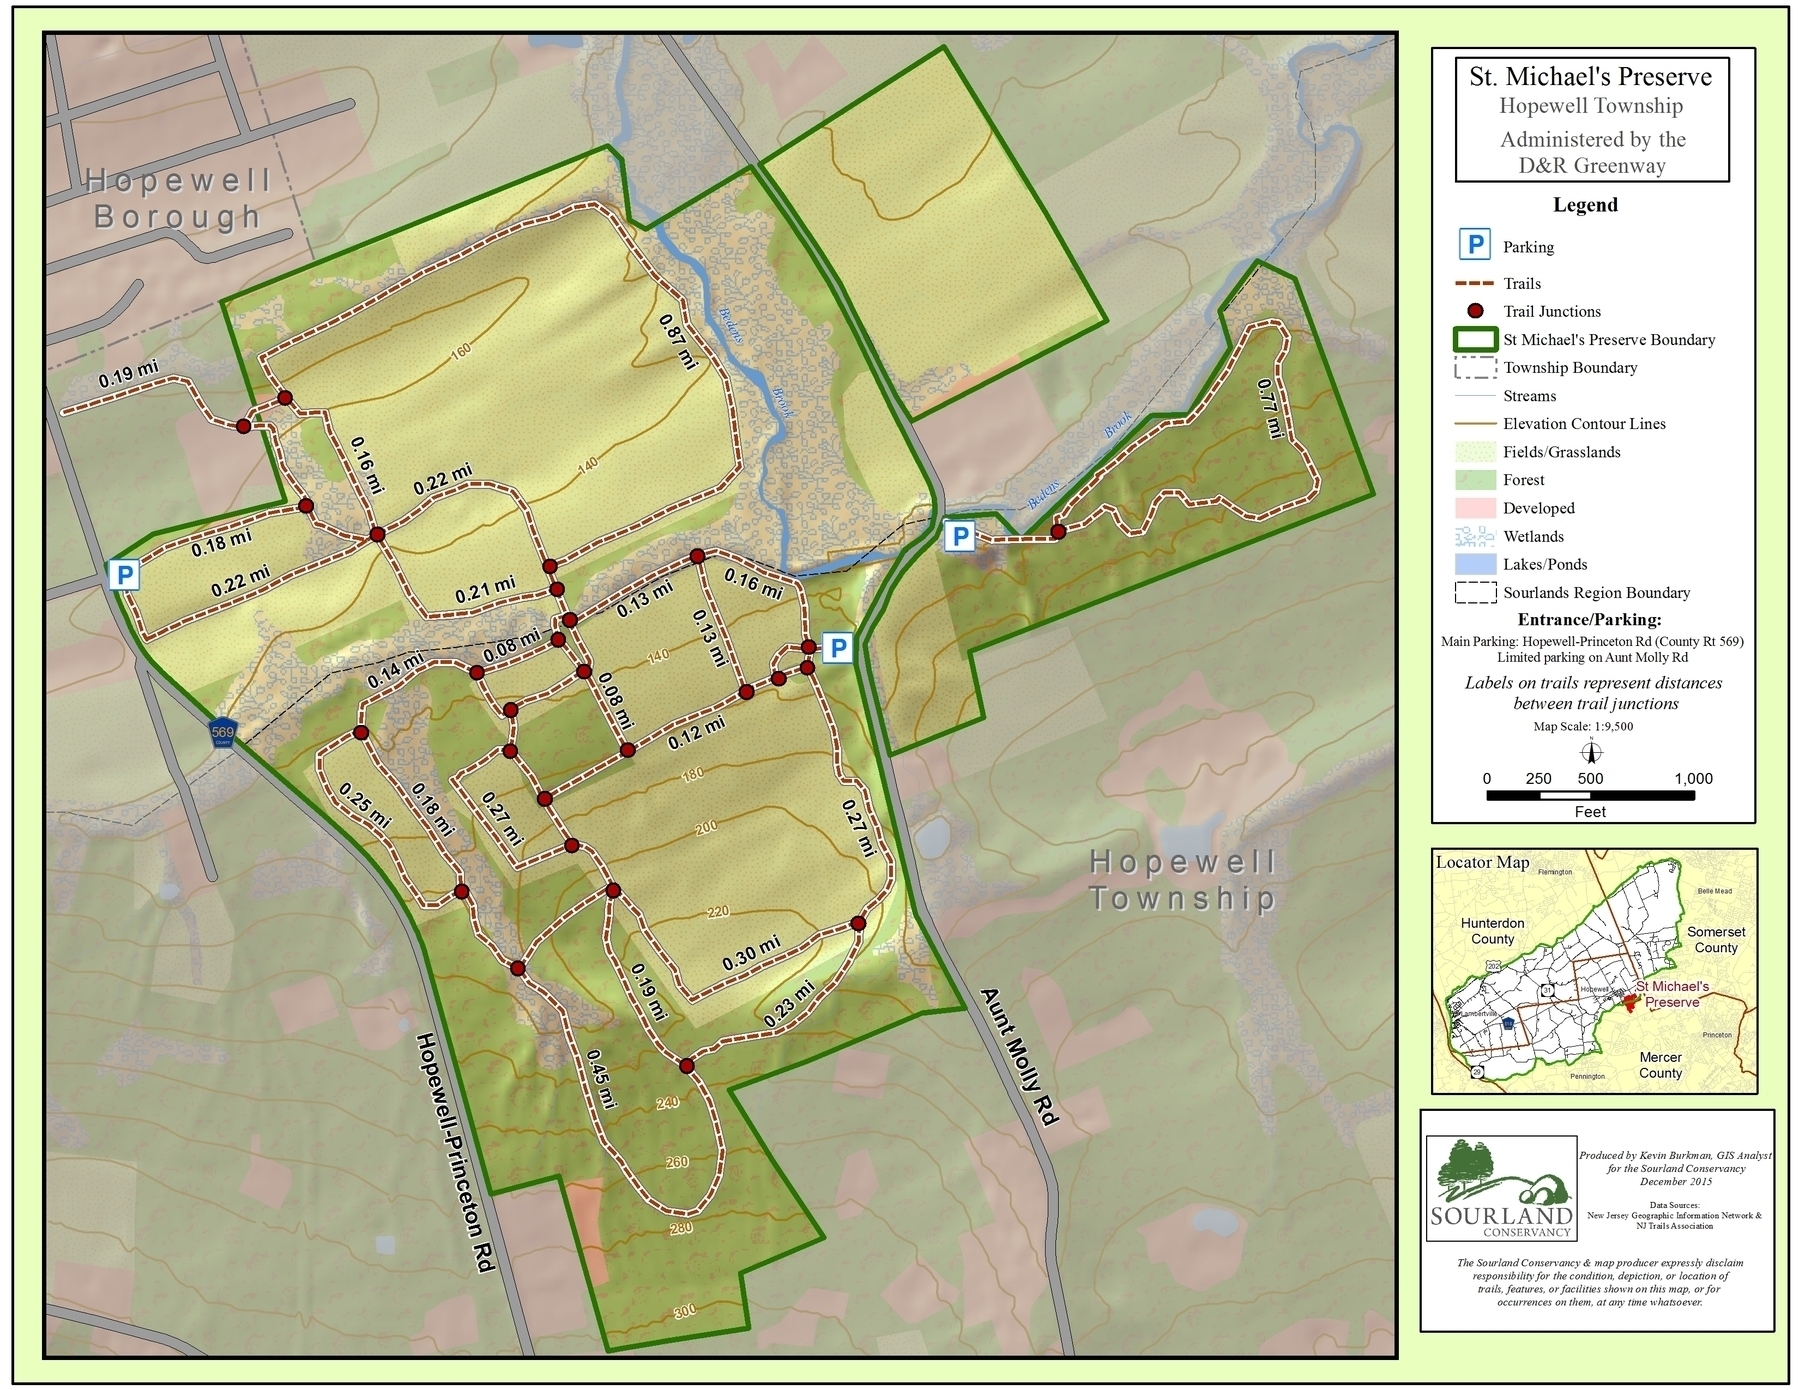 St. Michael's Preserve
Hopewell Township
Administered by the
D&R Greenway
Legend
P Parking
Trails
Trail Junctions
St Michael's Preserve Boundary
Township Boundary
Streams
Elevation Contour Lines
Fields/Grasslands
Forest
Developed
Wetlands
Lakes/Ponds
Sourlands Region Boundary
Entrance/Parking:
Main Parking: Hopewell-Princeton Rd (County Rt 569)
Limited parking on Aunt Molly Rd
Labels on trails represent distances
between trail junctions
Map Scale: 1:9,500
N
0 250 500 1,000
Feet
Hopewell
Borough
160
0.87 mi
Bedens
Brook
0.19 mi
0.16 mi
0.22 mi
140
0.77 mi
Brook
Bedens
P
0.18 mi
P
0.22 mi
0.21 mi
0.16 mi
0.13 mi
0.13 mi
P
0.08 mi
140
0.14 mi
0.08 mi
569
COUNTY
0.12 mi
180
0.25 mi
0.18 mi
0.27 mi
200
0.27 mi
Hopewell
Township
220
0.30 mi
0.19 mi
0.23 mi
0.45 mi
240
260
280
300
Hopewell-Princeton Rd
Aunt Molly Rd
Locator Map
Flemington
Belle Mead
Hunterdon
County
Somerset
County
202
31
Hopewell
St Michael's
Preserve
Lambertville
Princeton
29
Mercer
County
Pennington
SOURLAND
CONSERVANCY
Produced by Kevin Burkman, GIS Analyst
for the Sourland Conservancy
December 2015
Data Sources:
New Jersey Geographic Information Network &
NJ Trails Association
The Sourland Conservancy & map producer expressly disclaim
responsibility for the condition, depiction, or location of
trails, features, or facilities shown on this map, or for
occurrences on them, at any time whatsoever.